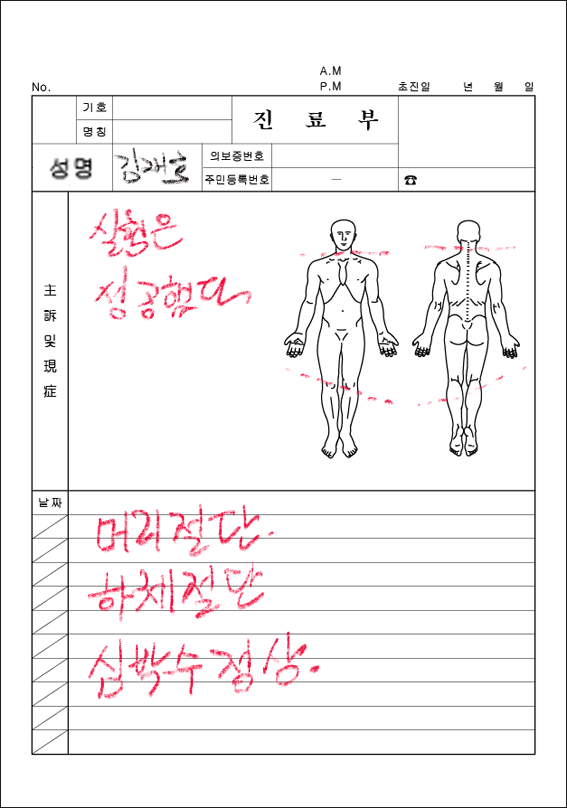 A.M
No. P.M 초진일 년 월 일
기호
명칭
진료부
성명 김재호 의보증번호
주민등록번호 — ☎
主訴및現症
실험은
성공했다
날짜
머리절단.
하체절단
심박수정상.